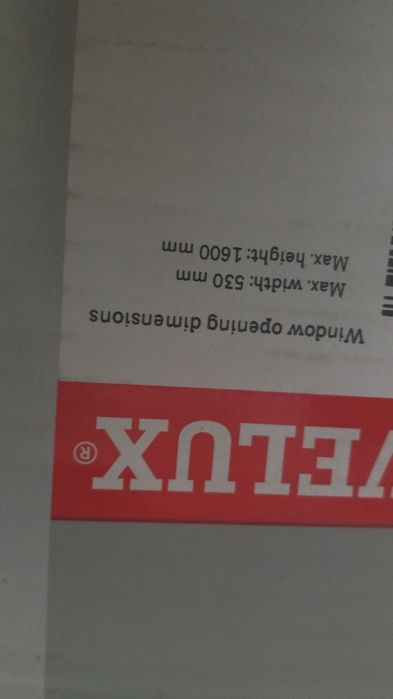 VELUX®
Window opening dimensions
Max. width: 530 mm
Max. height: 1600 mm